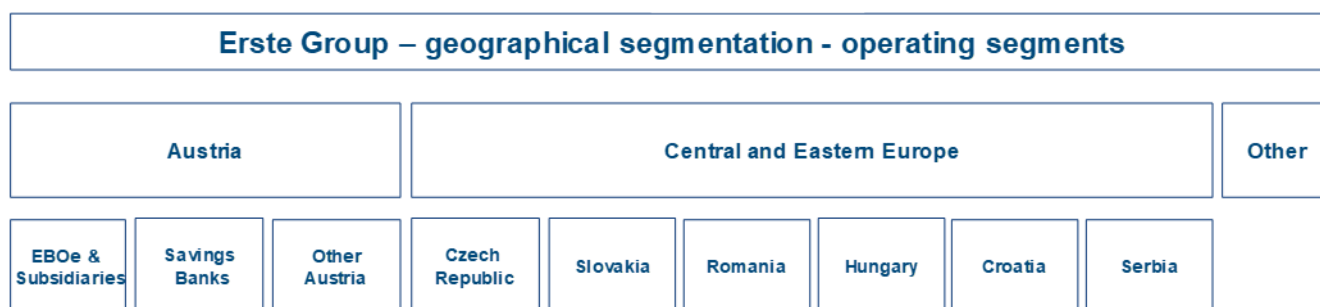 Erste Group – geographical segmentation - operating segments
Austria
Central and Eastern Europe
Other
EBOe &
Subsidiaries
Savings
Banks
Other
Austria
Czech
Republic
Slovakia
Romania
Hungary
Croatia
Serbia